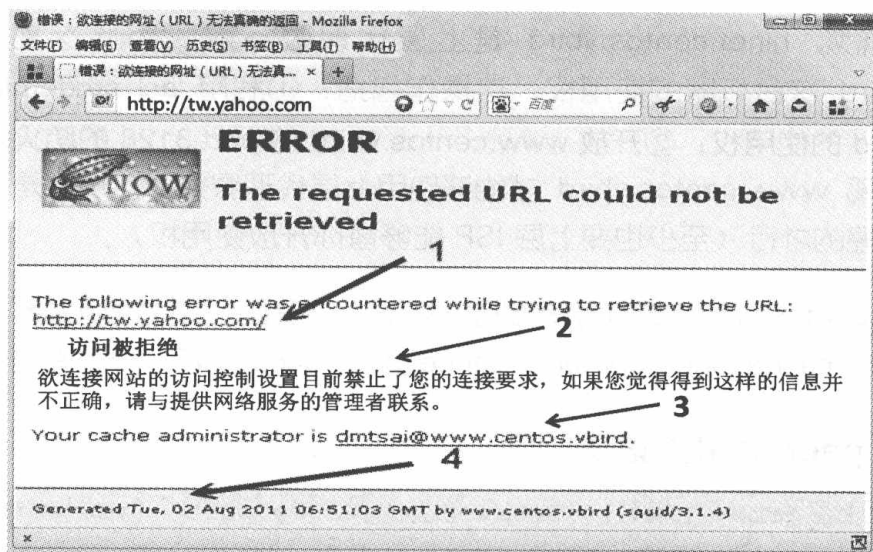 错误：欲连接的网址（URL）无法真确的返回 - Mozilla Firefox
文件(F) 编辑(E) 查看(V) 历史(S) 书签(B) 工具(T) 帮助(H)
错误：欲连接的网址（URL）无法真... × +
http://tw.yahoo.com 百度
NOW
ERROR
The requested URL could not be
retrieved
1
The following error was encountered while trying to retrieve the URL:
http://tw.yahoo.com/
2
访问被拒绝
欲连接网站的访问控制设置目前禁止了您的连接要求，如果您觉得得到这样的信息并
不正确，请与提供网络服务的管理者联系。
3
Your cache administrator is dmtsai@www.centos.vbird.
4
Generated Tue, 02 Aug 2011 06:51:03 GMT by www.centos.vbird (squid/3.1.4)
×